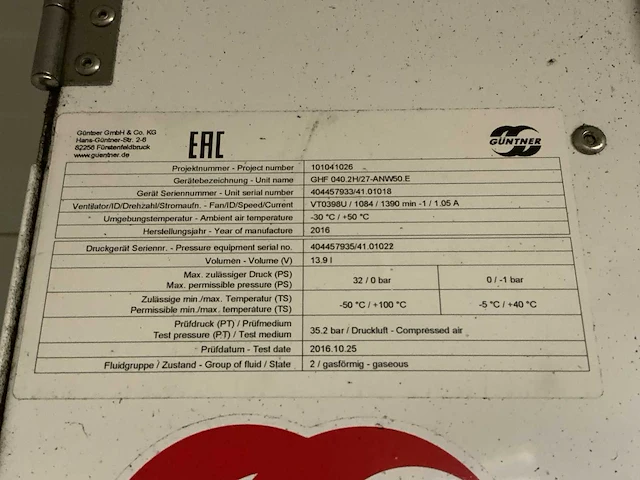 Güntner GmbH & Co. KG
Hans-Güntner-Str. 2-6
82256 Fürstenfeldbruck
www.guentner.de
EAC
GÜNTNER
Projektnummer - Project number 101041026
Gerätebezeichnung - Unit name GHF 040.2H/27-ANW50.E
Gerät Seriennummer - Unit serial number 404457933/41.01018
Ventilator/ID/Drehzahl/Stromaufn. - Fan/ID/Speed/Current VT0398U / 1084 / 1390 min -1 / 1.05 A
Umgebungstemperatur - Ambient air temperature -30 °C / +50 °C
Herstellungsjahr - Year of manufacture 2016
Druckgerät Seriennr. - Pressure equipment serial no. 404457935/41.01022
Volumen - Volume (V) 13.9 l
Max. zulässiger Druck (PS)
Max. permissible pressure (PS) 32 / 0 bar 0 / -1 bar
Zulässige min./max. Temperatur (TS)
Permissible min./max. temperature (TS) -50 °C / +100 °C -5 °C / +40 °C
Prüfdruck (PT) / Prüfmedium
Test pressure (PT) / Test medium 35.2 bar / Druckluft - Compressed air
Prüfdatum - Test date 2016.10.25
Fluidgruppe / Zustand - Group of fluid / State 2 / gasförmig - gaseous